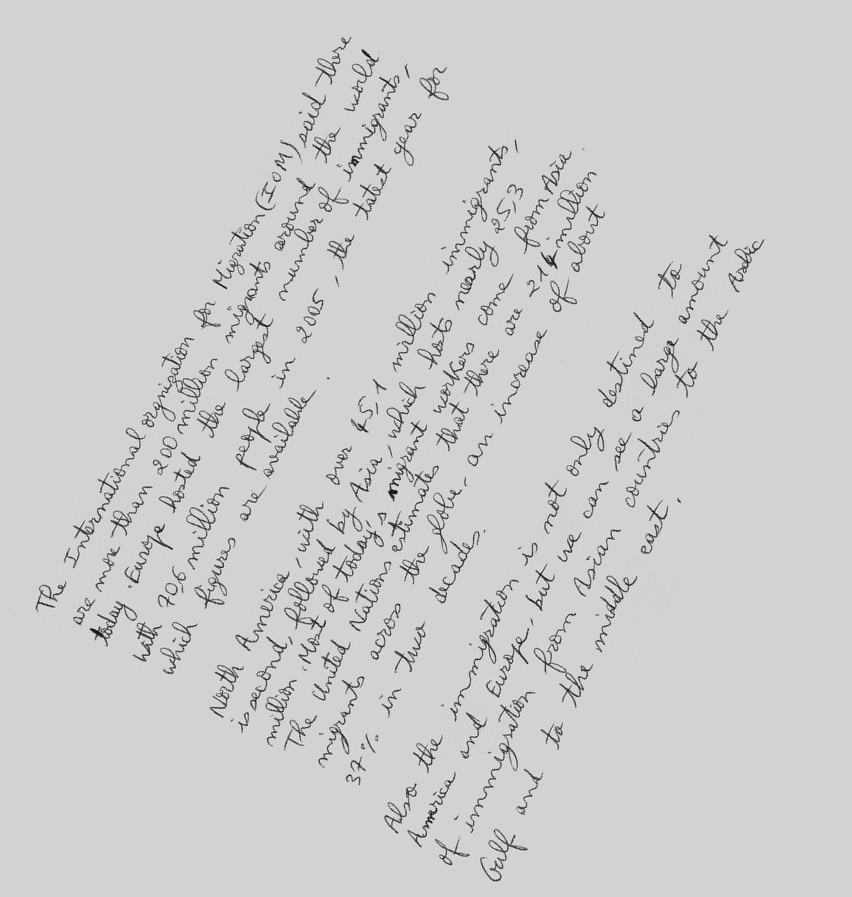 The International orgnization for Migration (IOM) said there
are more than 200 million migrants around the world
today. Europe hosted the largest number of immigrants,
with 70,6 million people in 2005, the latest year for
which figures are available.
North America, with over 45,1 million immigrants,
is second, followed by Asia, which hosts nearly 25,3
million. Most of today's migrant workers come from Asia.
The United Nations estimates that there are 214 million
migrants across the globe, an increase of about
37% in two decades.
Also the immigration is not only destined to
America and Europe, but we can see a large amount
of immigration from Asian countries to the Arabic
Gulf and to the middle east.